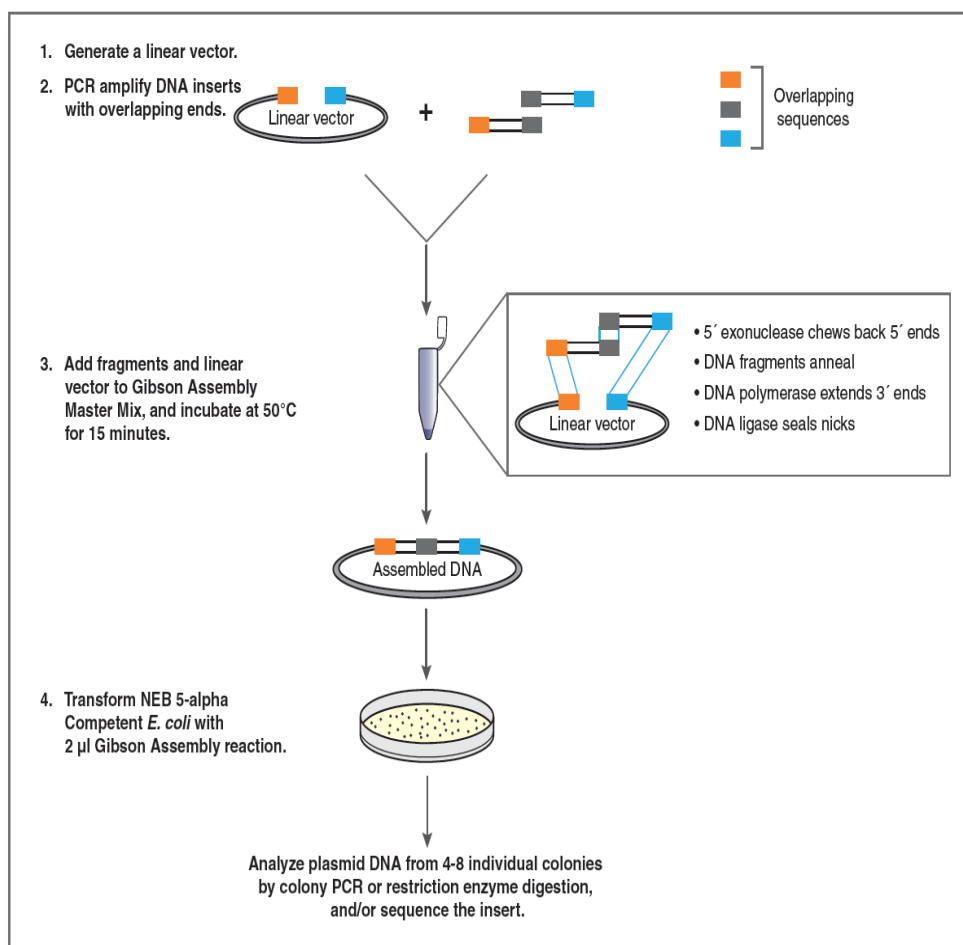 1. Generate a linear vector.
2. PCR amplify DNA inserts
with overlapping ends.
Linear vector
+
Overlapping
sequences
3. Add fragments and linear
vector to Gibson Assembly
Master Mix, and incubate at 50°C
for 15 minutes.
• 5´ exonuclease chews back 5´ ends
• DNA fragments anneal
• DNA polymerase extends 3´ ends
• DNA ligase seals nicks
Linear vector
Assembled DNA
4. Transform NEB 5-alpha
Competent E. coli with
2 µl Gibson Assembly reaction.
Analyze plasmid DNA from 4-8 individual colonies
by colony PCR or restriction enzyme digestion,
and/or sequence the insert.